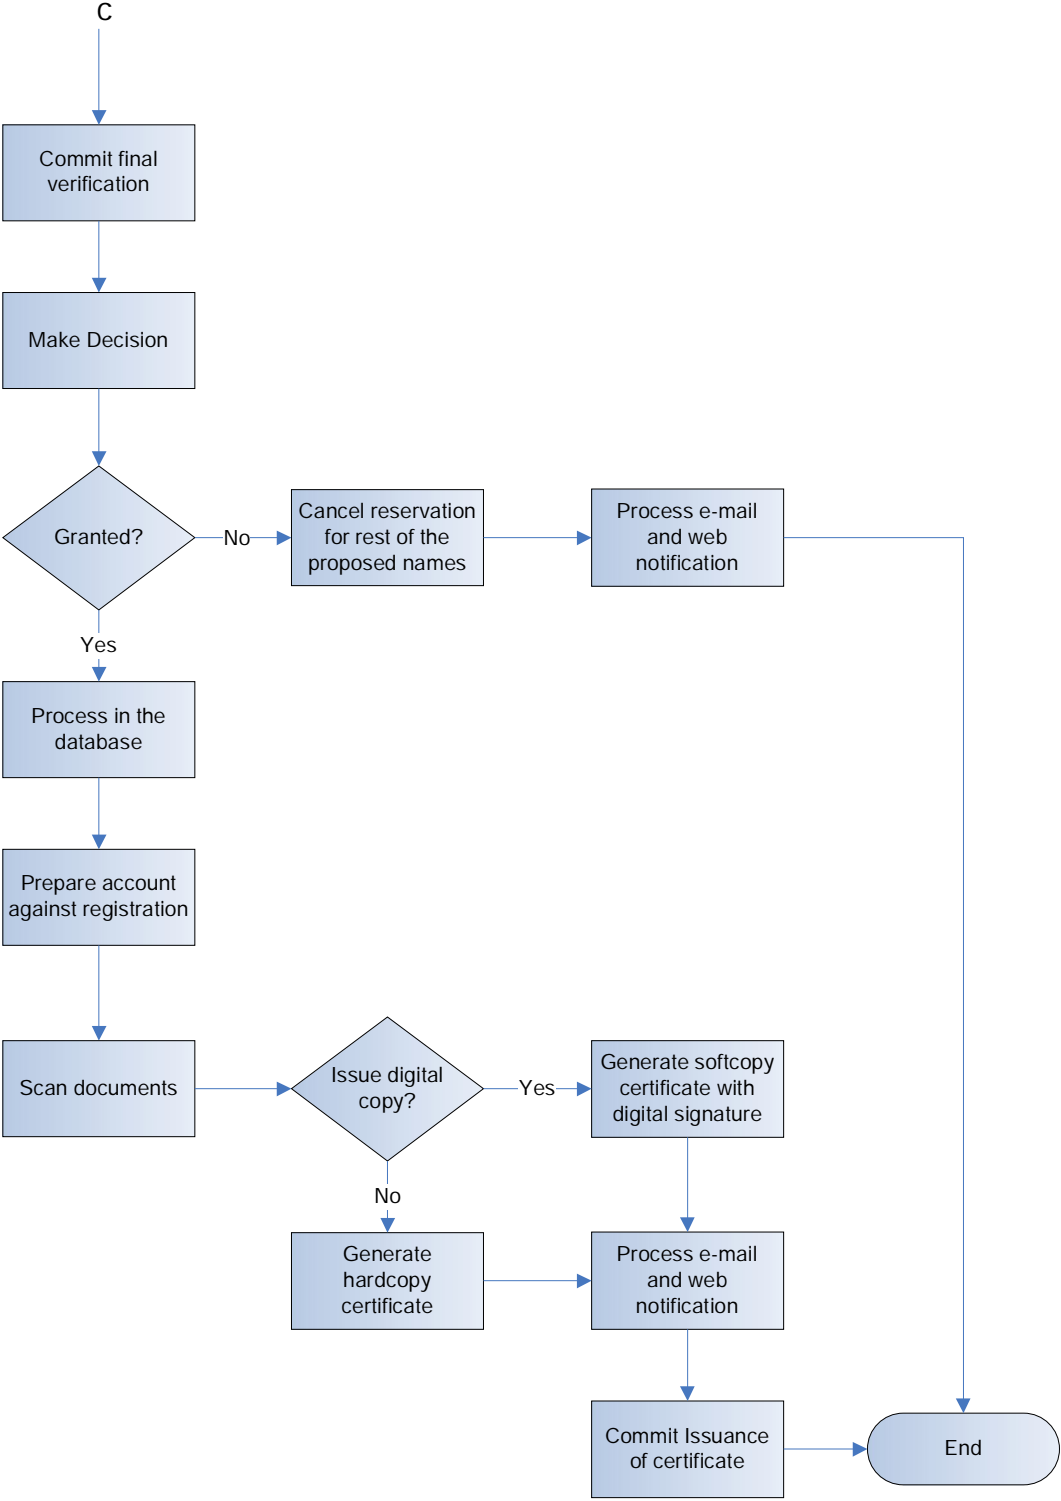 C
Commit final
verification
Make Decision
Granted?
No
Cancel reservation
for rest of the
proposed names
Process e-mail
and web
notification
Yes
Process in the
database
Prepare account
against registration
Scan documents
Issue digital
copy?
Yes
Generate softcopy
certificate with
digital signature
No
Generate
hardcopy
certificate
Process e-mail
and web
notification
Commit Issuance
of certificate
End